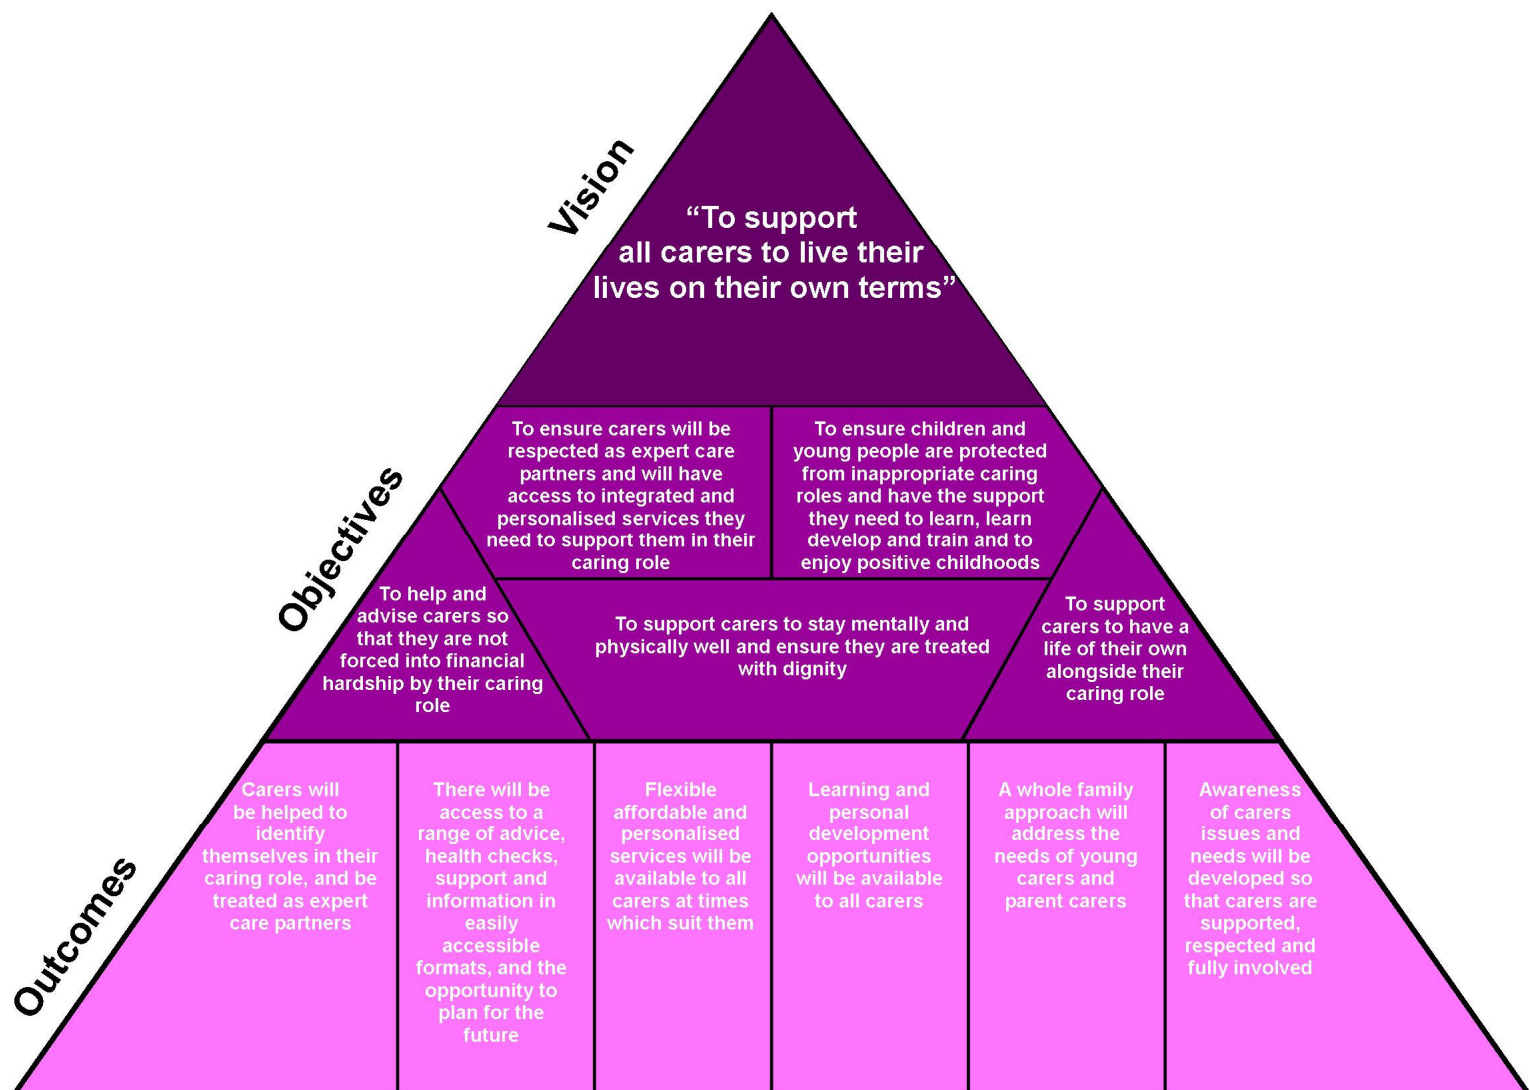 Vision
“To support
all carers to live their
lives on their own terms”
Objectives
To ensure carers will be
respected as expert care
partners and will have
access to integrated and
personalised services they
need to support them in their
caring role
To ensure children and
young people are protected
from inappropriate caring
roles and have the support
they need to learn, learn
develop and train and to
enjoy positive childhoods
To help and
advise carers so
that they are not
forced into financial
hardship by their caring
role
To support carers to stay mentally and
physically well and ensure they are treated
with dignity
To support
carers to have a
life of their own
alongside their
caring role
Outcomes
Carers will
be helped to
identify
themselves in their
caring role, and be
treated as expert
care partners
There will be
access to a
range of advice,
health checks,
support and
information in
easily
accessible
formats, and the
opportunity to
plan for the
future
Flexible
affordable and
personalised
services will be
available to all
carers at times
which suit them
Learning and
personal
development
opportunities
will be available
to all carers
A whole family
approach will
address the
needs of young
carers and
parent carers
Awareness
of carers
issues and
needs will be
developed so
that carers are
supported,
respected and
fully involved